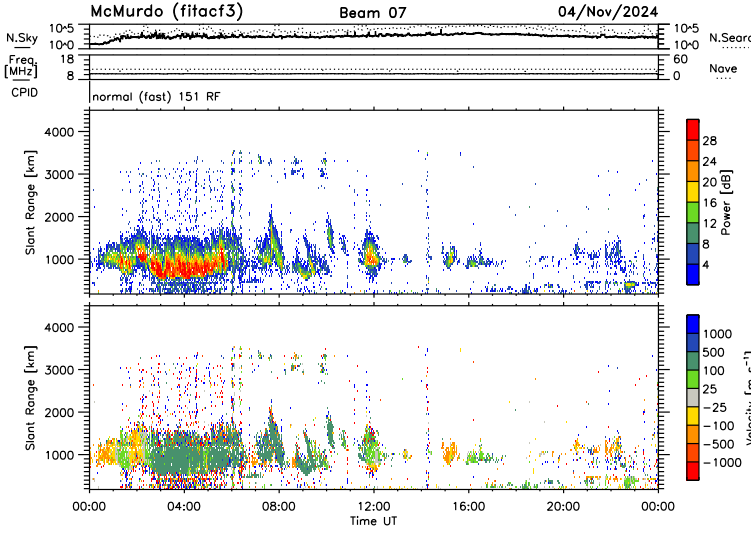 McMurdo (fitacf3) Beam 07 04/Nov/2024
N.Sky 10^5 10^0 10^5 10^0 N.Sear
Freq. [MHz] 18 8 60 0 Nave
CPID normal (fast) 151 RF
Slant Range [km] 4000 3000 2000 1000
Power [dB] 28 24 20 16 12 8 4
Slant Range [km] 4000 3000 2000 1000
Velocity [m s^-1] 1000 500 100 25 -25 -100 -500 -1000
00:00 04:00 08:00 12:00 16:00 20:00 00:00
Time UT